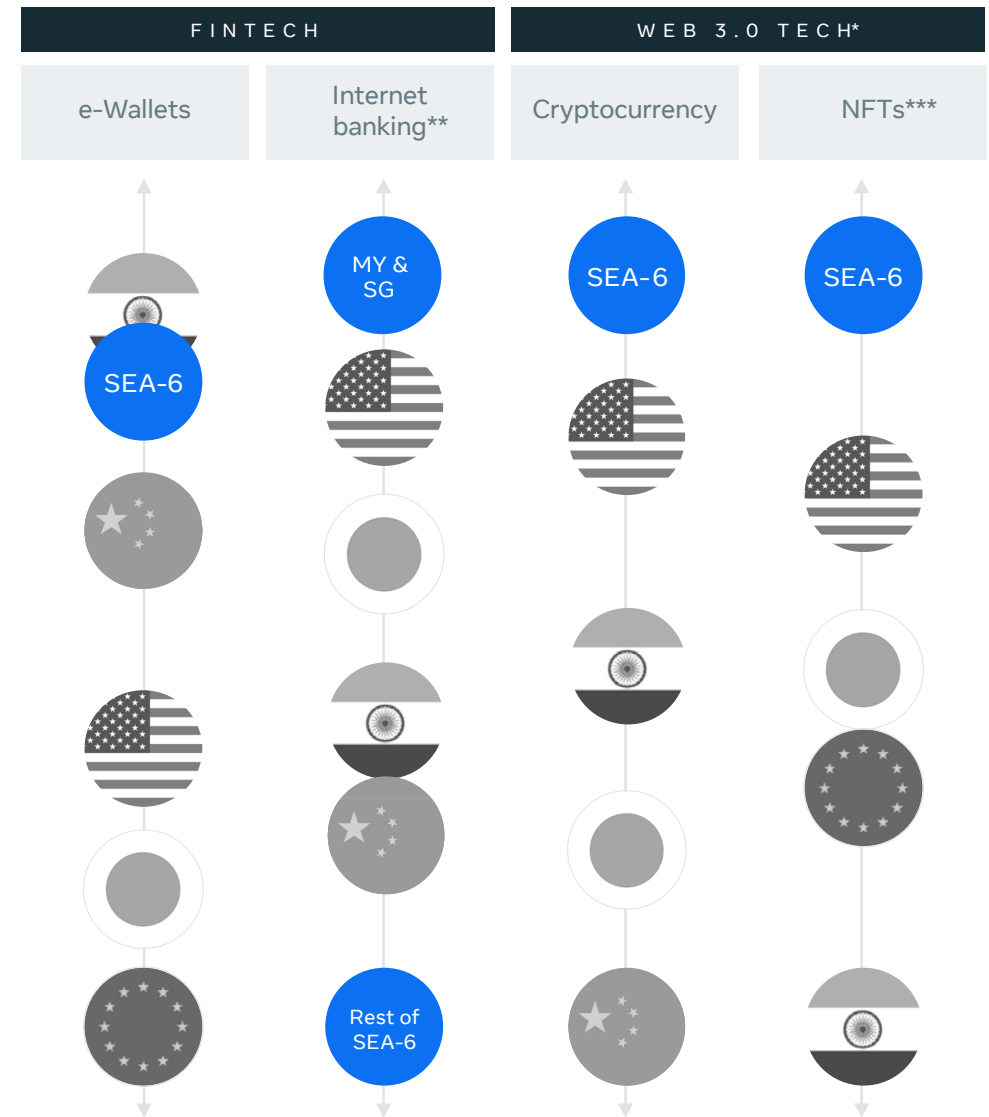 FINTECH
WEB 3.0 TECH*
e-Wallets
Internet
banking**
Cryptocurrency
NFTs***
SEA-6
MY &
SG
Rest of
SEA-6
SEA-6
SEA-6